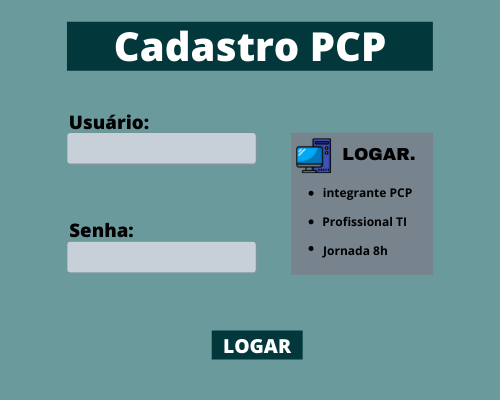 Cadastro PCP
Usuário:
Senha:
LOGAR.
integrante PCP
Profissional TI
Jornada 8h
LOGAR